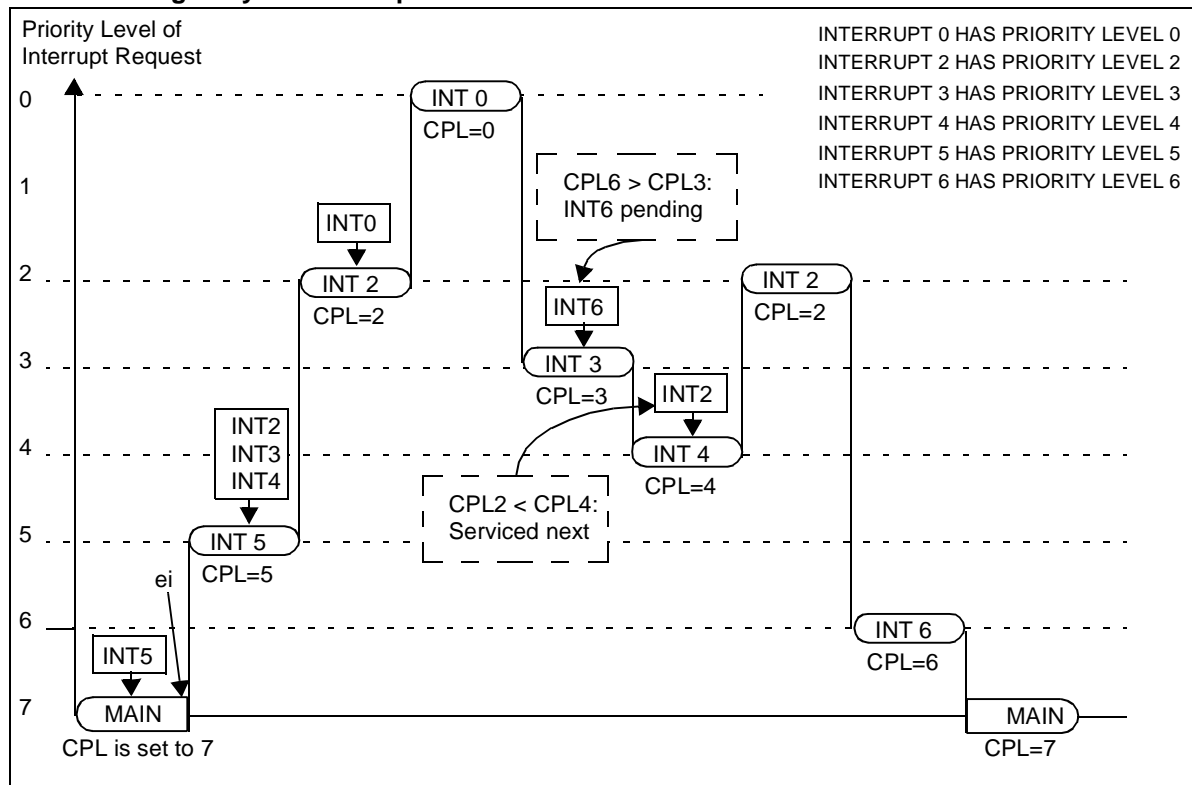 Priority Level of
Interrupt Request
INTERRUPT 0 HAS PRIORITY LEVEL 0
INTERRUPT 2 HAS PRIORITY LEVEL 2
INTERRUPT 3 HAS PRIORITY LEVEL 3
INTERRUPT 4 HAS PRIORITY LEVEL 4
INTERRUPT 5 HAS PRIORITY LEVEL 5
INTERRUPT 6 HAS PRIORITY LEVEL 6
0
INT 0
CPL=0
1
CPL6 > CPL3:
INT6 pending
INT0
2
INT 2
CPL=2
INT 2
CPL=2
INT6
3
INT 3
CPL=3
INT2
INT2
INT3
INT4
4
INT 4
CPL=4
CPL2 < CPL4:
Serviced next
5
INT 5
CPL=5
ei
6
INT 6
CPL=6
INT5
7
MAIN
CPL is set to 7
MAIN
CPL=7